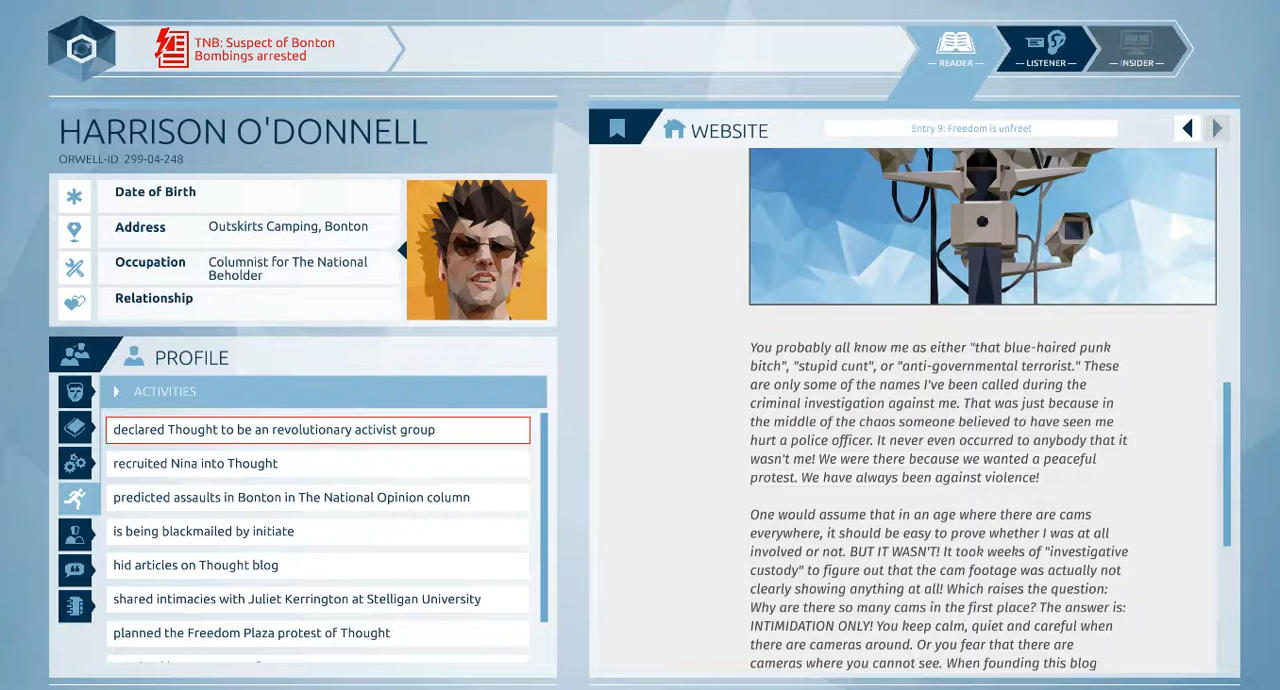 TNB: Suspect of Bonton
Bombings arrested
— READER —
— LISTENER —
— INSIDER —
HARRISON O'DONNELL
ORWELL-ID 299-04-248
Date of Birth
Address Outskirts Camping, Bonton
Occupation Columnist for The National
Beholder
Relationship
PROFILE
ACTIVITIES
declared Thought to be an revolutionary activist group
recruited Nina into Thought
predicted assaults in Bonton in The National Opinion column
is being blackmailed by initiate
hid articles on Thought blog
shared intimacies with Juliet Kerrington at Stelligan University
planned the Freedom Plaza protest of Thought
WEBSITE
Entry 9: Freedom is unfree!
You probably all know me as either "that blue-haired punk
bitch", "stupid cunt", or "anti-governmental terrorist." These
are only some of the names I've been called during the
criminal investigation against me. That was just because in
the middle of the chaos someone believed to have seen me
hurt a police officer. It never even occurred to anybody that it
wasn't me! We were there because we wanted a peaceful
protest. We have always been against violence!
One would assume that in an age where there are cams
everywhere, it should be easy to prove whether I was at all
involved or not. BUT IT WASN'T! It took weeks of "investigative
custody" to figure out that the cam footage was actually not
clearly showing anything at all! Which raises the question:
Why are there so many cams in the first place? The answer is:
INTIMIDATION ONLY! You keep calm, quiet and careful when
there are cameras around. Or you fear that there are
cameras where you cannot see. When founding this blog